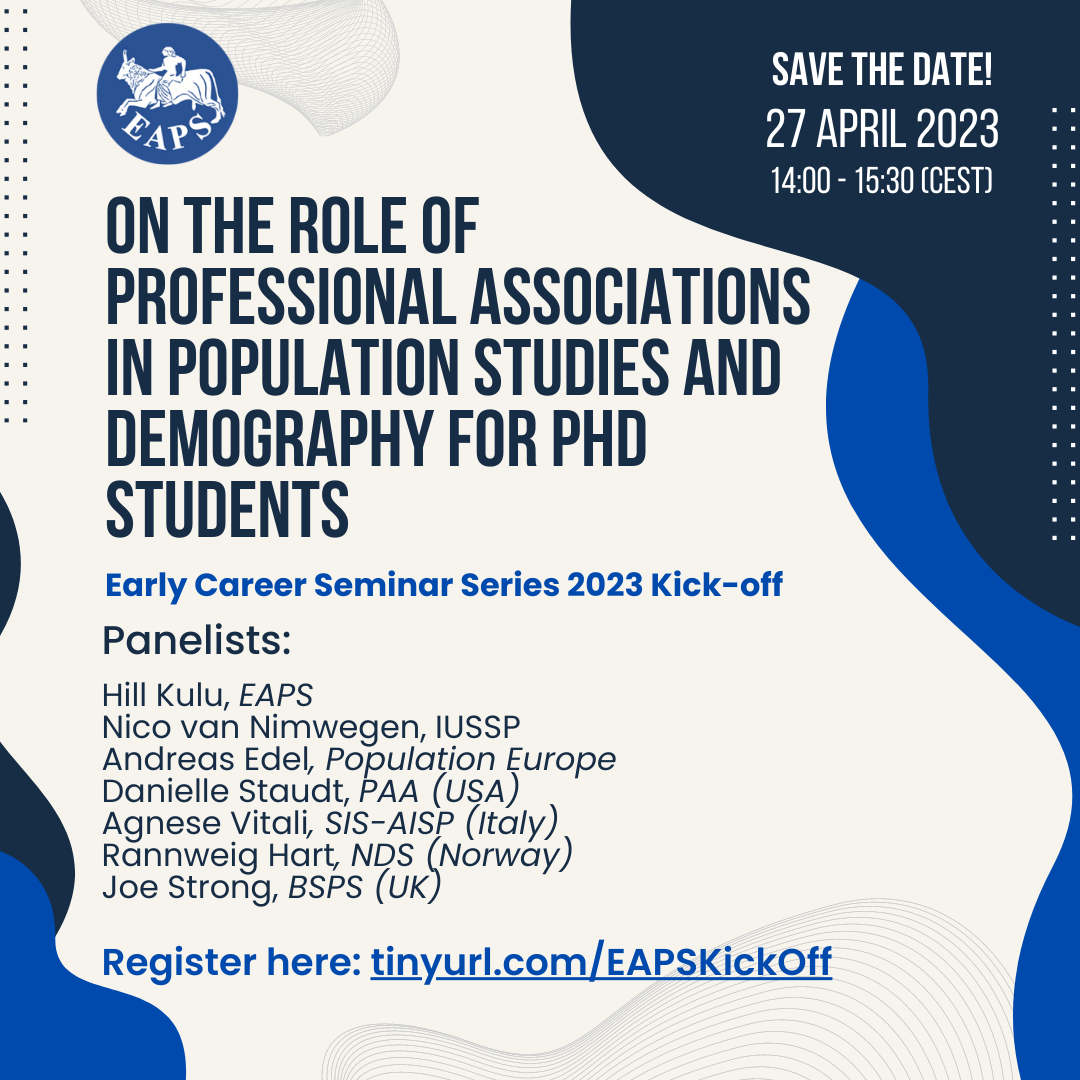 EAPS
SAVE THE DATE!
27 APRIL 2023
14:00 - 15:30 (CEST)
ON THE ROLE OF
PROFESSIONAL ASSOCIATIONS
IN POPULATION STUDIES AND
DEMOGRAPHY FOR PHD
STUDENTS
Early Career Seminar Series 2023 Kick-off
Panelists:
Hill Kulu, EAPS
Nico van Nimwegen, IUSSP
Andreas Edel, Population Europe
Danielle Staudt, PAA (USA)
Agnese Vitali, SIS-AISP (Italy)
Rannweig Hart, NDS (Norway)
Joe Strong, BSPS (UK)
Register here: tinyurl.com/EAPSKickOff